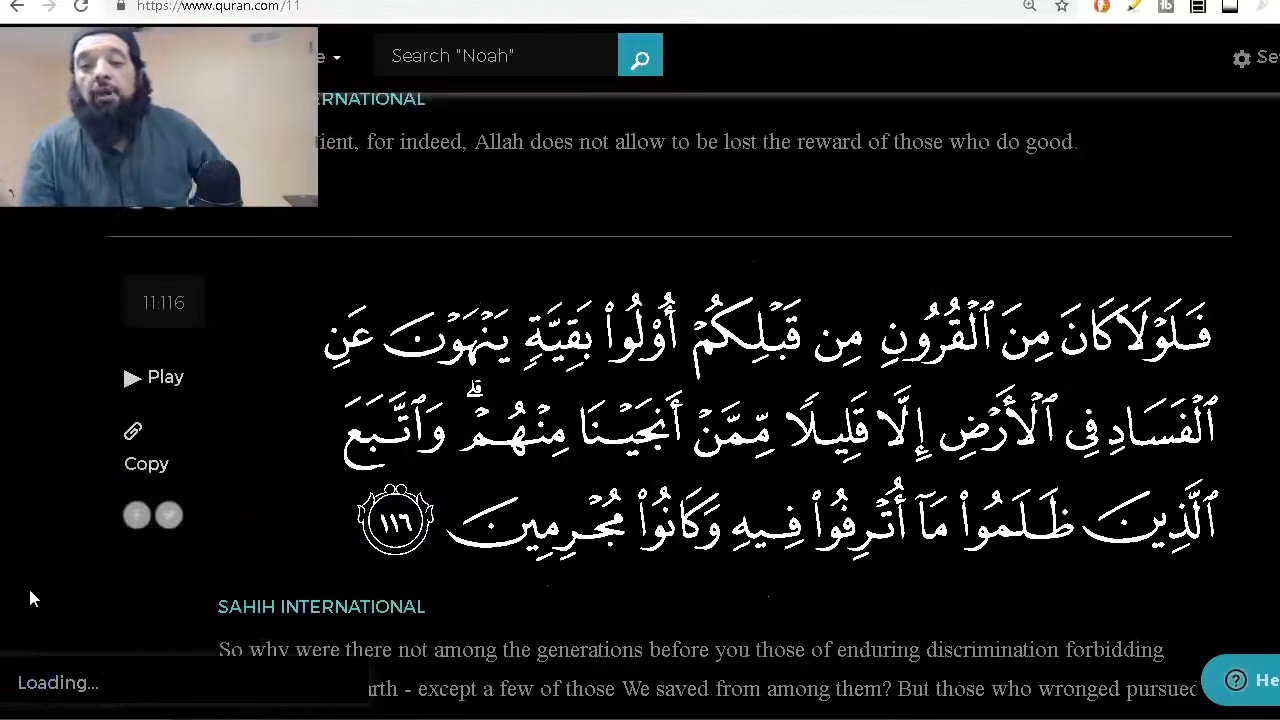 https://www.quran.com/11
e
Search "Noah"
Se
ERNATIONAL
tient, for indeed, Allah does not allow to be lost the reward of those who do good.
11:116
فَلَوْلَا كَانَ مِنَ ٱلْقُرُونِ مِن قَبْلِكُمْ أُو۟لُوا۟ بَقِيَّةٍ يَنْهَوْنَ عَنِ
ٱلْفَسَادِ فِى ٱلْأَرْضِ إِلَّا قَلِيلًا مِّمَّنْ أَنجَيْنَا مِنْهُمْ ۗ وَٱتَّبَعَ
ٱلَّذِينَ ظَلَمُوا۟ مَآ أُتْرِفُوا۟ فِيهِ وَكَانُوا۟ مُجْرِمِينَ ١١٦
Play
Copy
SAHIH INTERNATIONAL
So why were there not among the generations before you those of enduring discrimination forbidding
arth - except a few of those We saved from among them? But those who wronged pursued
Loading...
He